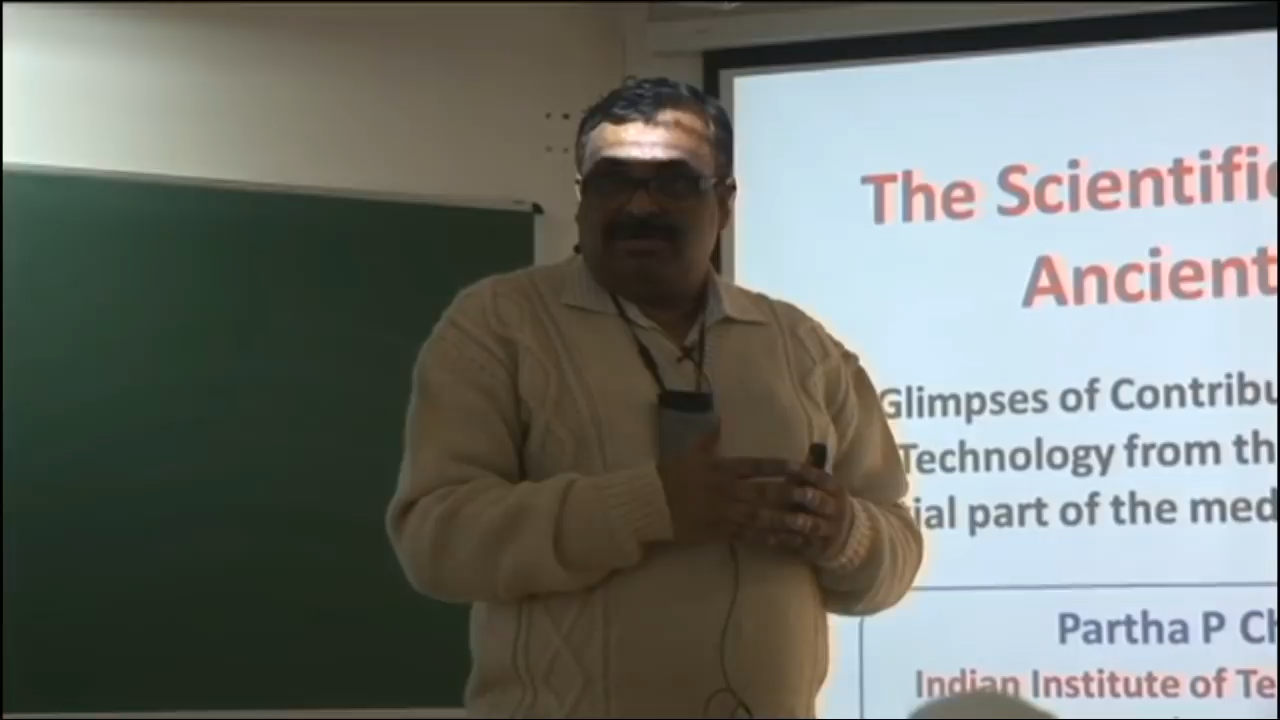 The Scientific
Ancient
Glimpses of Contribu
Technology from th
ial part of the med
Partha P Ch
Indian Institute of Te